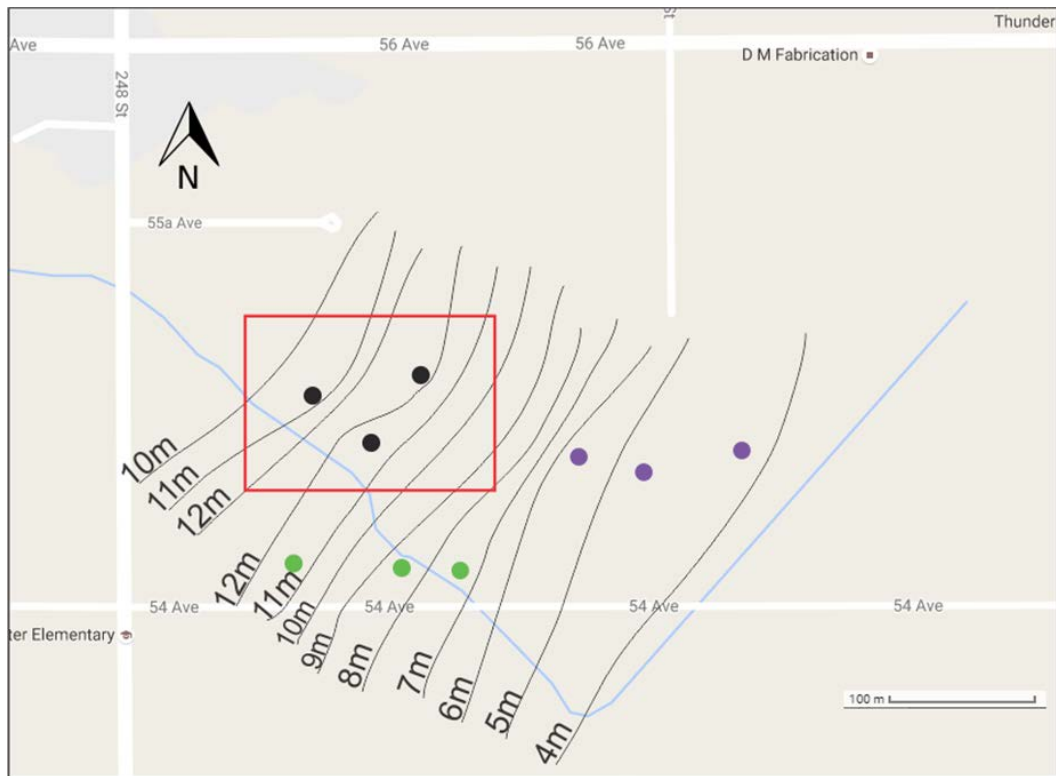 Thunder
Ave
56 Ave
56 Ave
D M Fabrication
248 St
St
N
55a Ave
10m
11m
12m
12m
11m
10m
9m
8m
7m
6m
5m
4m
54 Ave
54 Ave
54 Ave
54 Ave
ter Elementary
100 m